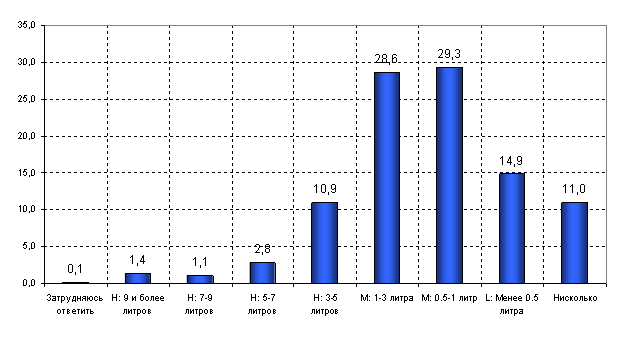 35,0
30,0
25,0
20,0
15,0
10,0
5,0
0,0
0,1
1,4
1,1
2,8
10,9
28,6
29,3
14,9
11,0
Затрудняюсь
ответить
H: 9 и более
литров
H: 7-9
литров
H: 5-7
литров
H: 3-5
литров
M: 1-3 литра
M: 0.5-1 литр
L: Менее 0.5
литра
Нисколько